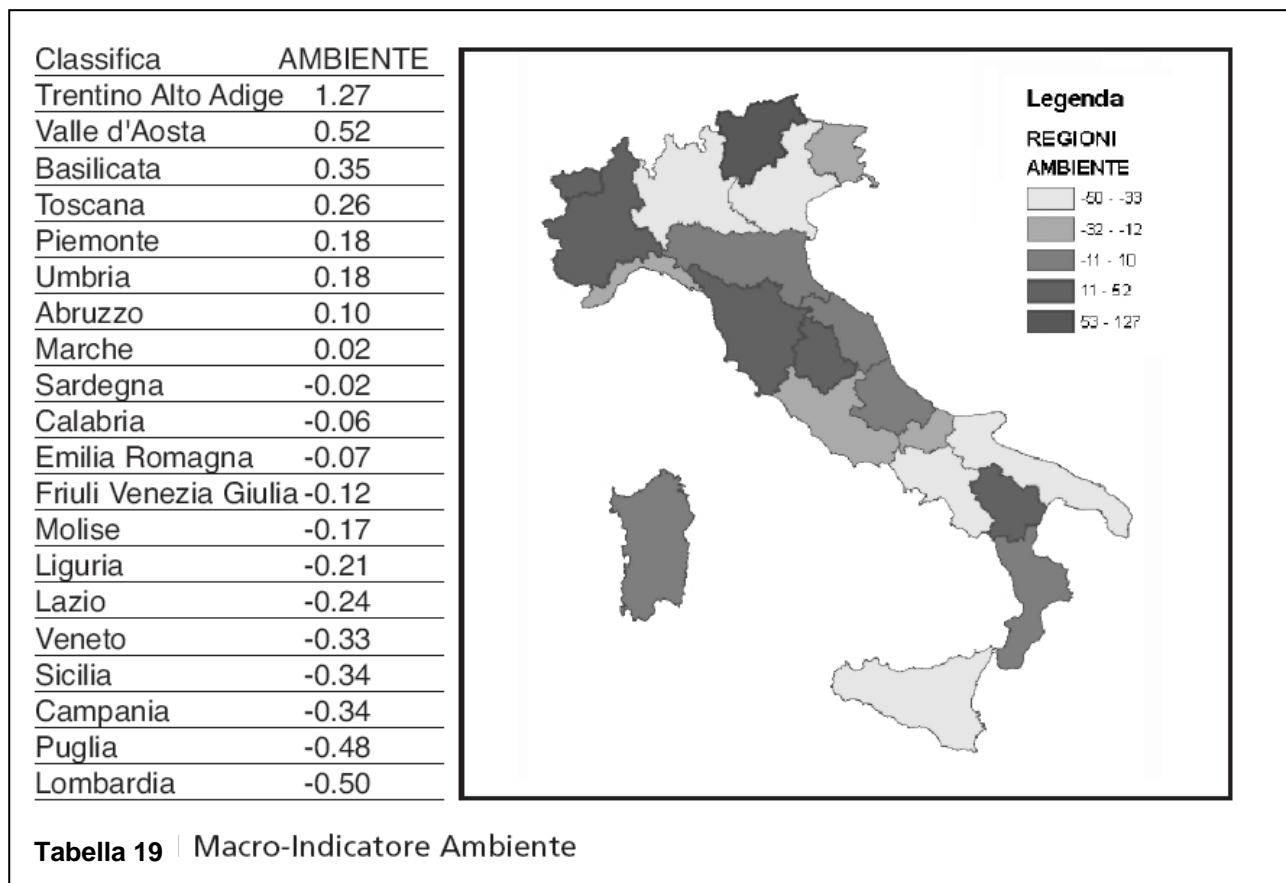 Classifica AMBIENTE
Trentino Alto Adige 1.27
Valle d'Aosta 0.52
Basilicata 0.35
Toscana 0.26
Piemonte 0.18
Umbria 0.18
Abruzzo 0.10
Marche 0.02
Sardegna -0.02
Calabria -0.06
Emilia Romagna -0.07
Friuli Venezia Giulia -0.12
Molise -0.17
Liguria -0.21
Lazio -0.24
Veneto -0.33
Sicilia -0.34
Campania -0.34
Puglia -0.48
Lombardia -0.50
Legenda
REGIONI
AMBIENTE
-50 - -33
-32 - -12
-11 - 10
11 - 52
53 - 127
Tabella 19 | Macro-Indicatore Ambiente